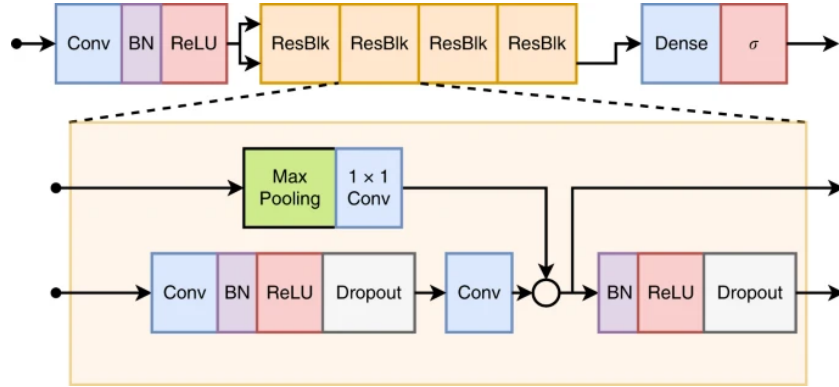 Conv BN ReLU ResBlk ResBlk ResBlk ResBlk Dense σ
Max
Pooling
1 × 1
Conv
Conv BN ReLU Dropout Conv BN ReLU Dropout